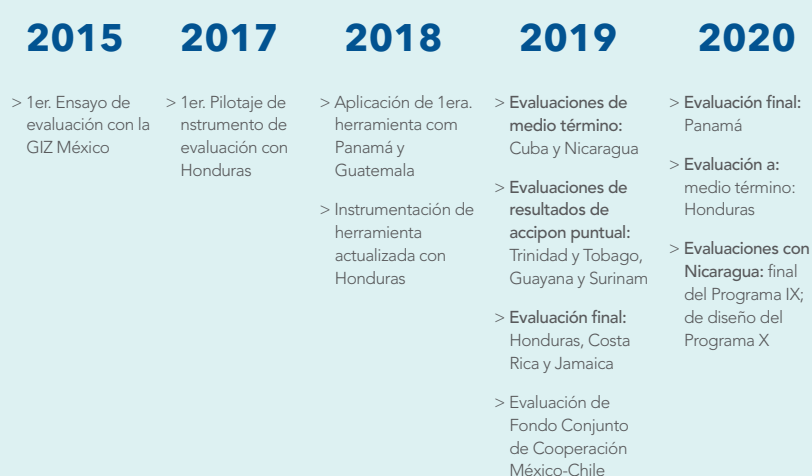 2015
> 1er. Ensayo de
evaluación con la
GIZ México
2017
> 1er. Pilotaje de
nstrumento de
evaluación con
Honduras
2018
> Aplicación de 1era.
herramienta com
Panamá y
Guatemala
> Instrumentación de
herramienta
actualizada con
Honduras
2019
> Evaluaciones de
medio término:
Cuba y Nicaragua
> Evaluaciones de
resultados de
accipon puntual:
Trinidad y Tobago,
Guayana y Surinam
> Evaluación final:
Honduras, Costa
Rica y Jamaica
> Evaluación de
Fondo Conjunto
de Cooperación
México-Chile
2020
> Evaluación final:
Panamá
> Evaluación a:
medio término:
Honduras
> Evaluaciones con
Nicaragua: final
del Programa IX;
de diseño del
Programa X